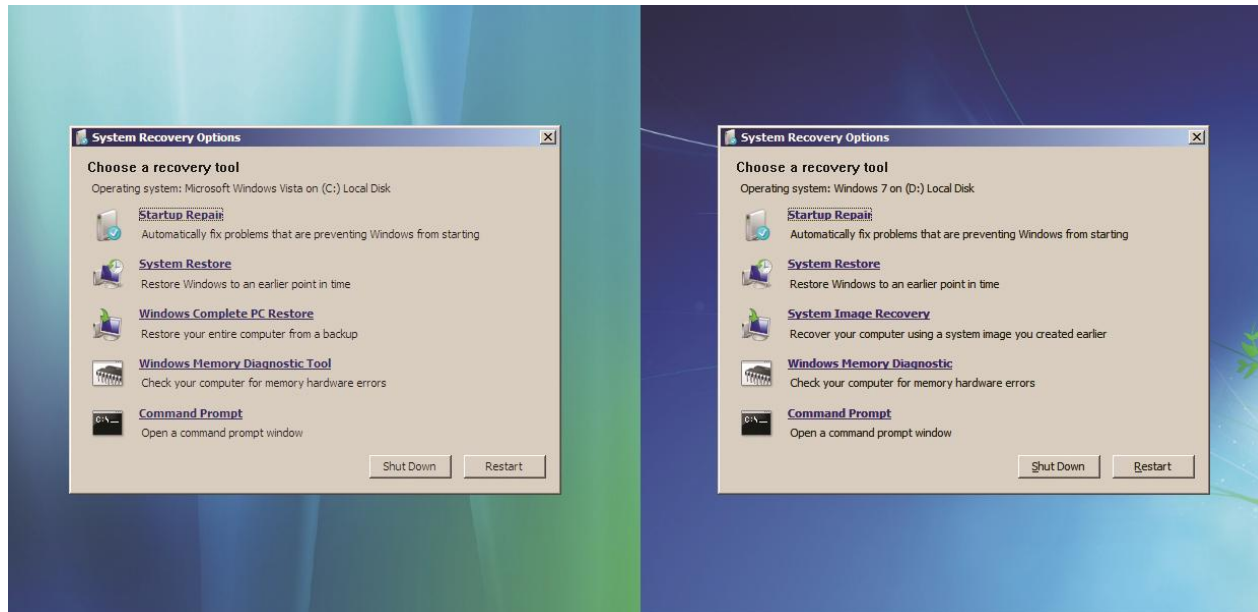 System Recovery Options
Choose a recovery tool
Operating system: Microsoft Windows Vista on (C:) Local Disk
Startup Repair
Automatically fix problems that are preventing Windows from starting
System Restore
Restore Windows to an earlier point in time
Windows Complete PC Restore
Restore your entire computer from a backup
Windows Memory Diagnostic Tool
Check your computer for memory hardware errors
C:\_
Command Prompt
Open a command prompt window
Shut Down
Restart
System Recovery Options
Choose a recovery tool
Operating system: Windows 7 on (D:) Local Disk
Startup Repair
Automatically fix problems that are preventing Windows from starting
System Restore
Restore Windows to an earlier point in time
System Image Recovery
Recover your computer using a system image you created earlier
Windows Memory Diagnostic
Check your computer for memory hardware errors
C:\_
Command Prompt
Open a command prompt window
Shut Down
Restart